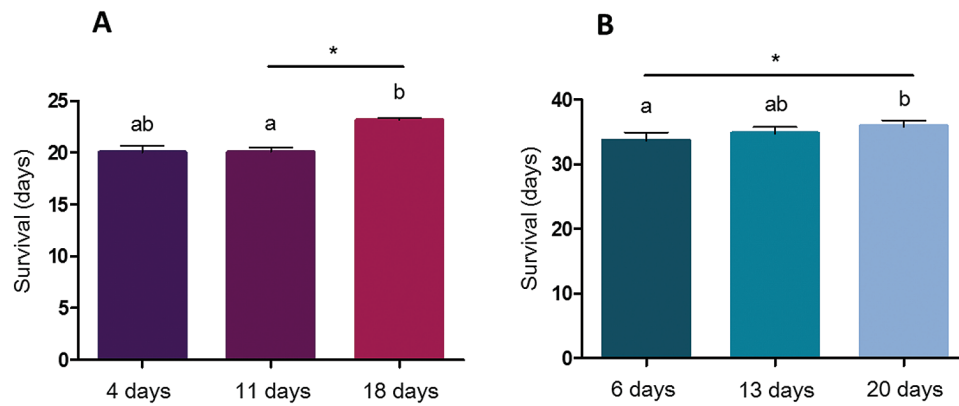 A
*
25
20
15
10
5
0
Survival (days)
ab
a
b
4 days
11 days
18 days
B
*
40
30
20
10
0
Survival (days)
a
ab
b
6 days
13 days
20 days